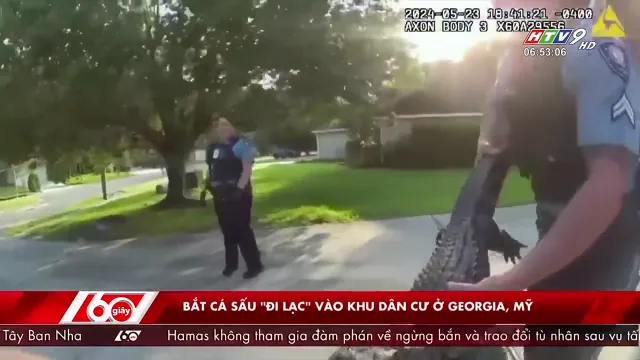 2024-05-23 18:41:21 -0400
AXON BODY 3 X60A29556
HTV9 HD
06:53:06
60 giây
BẮT CÁ SẤU "ĐI LẠC" VÀO KHU DÂN CƯ Ở GEORGIA, MỸ
Tây Ban Nha 60 giây Hamas không tham gia đàm phán về ngừng bắn và trao đổi tù nhân sau vụ tấ